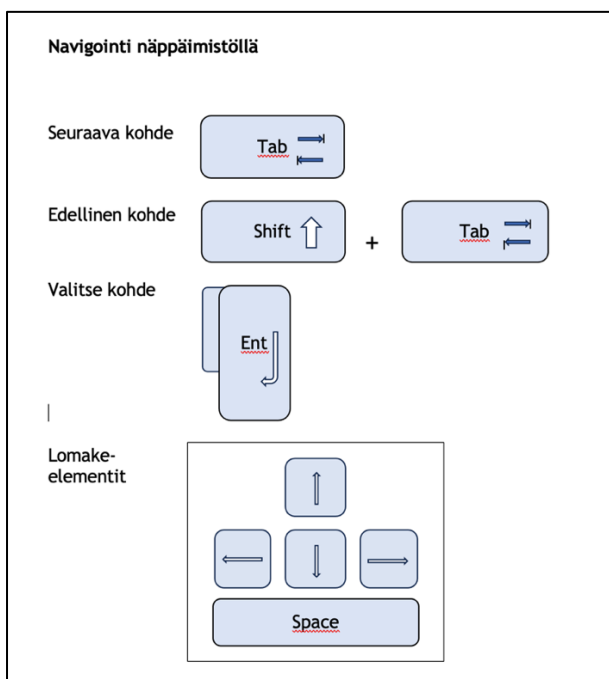 Navigointi näppäimistöllä
Seuraava kohde
Tab
Edellinen kohde
Shift
+
Tab
Valitse kohde
Ent
Lomake-
elementit
Space